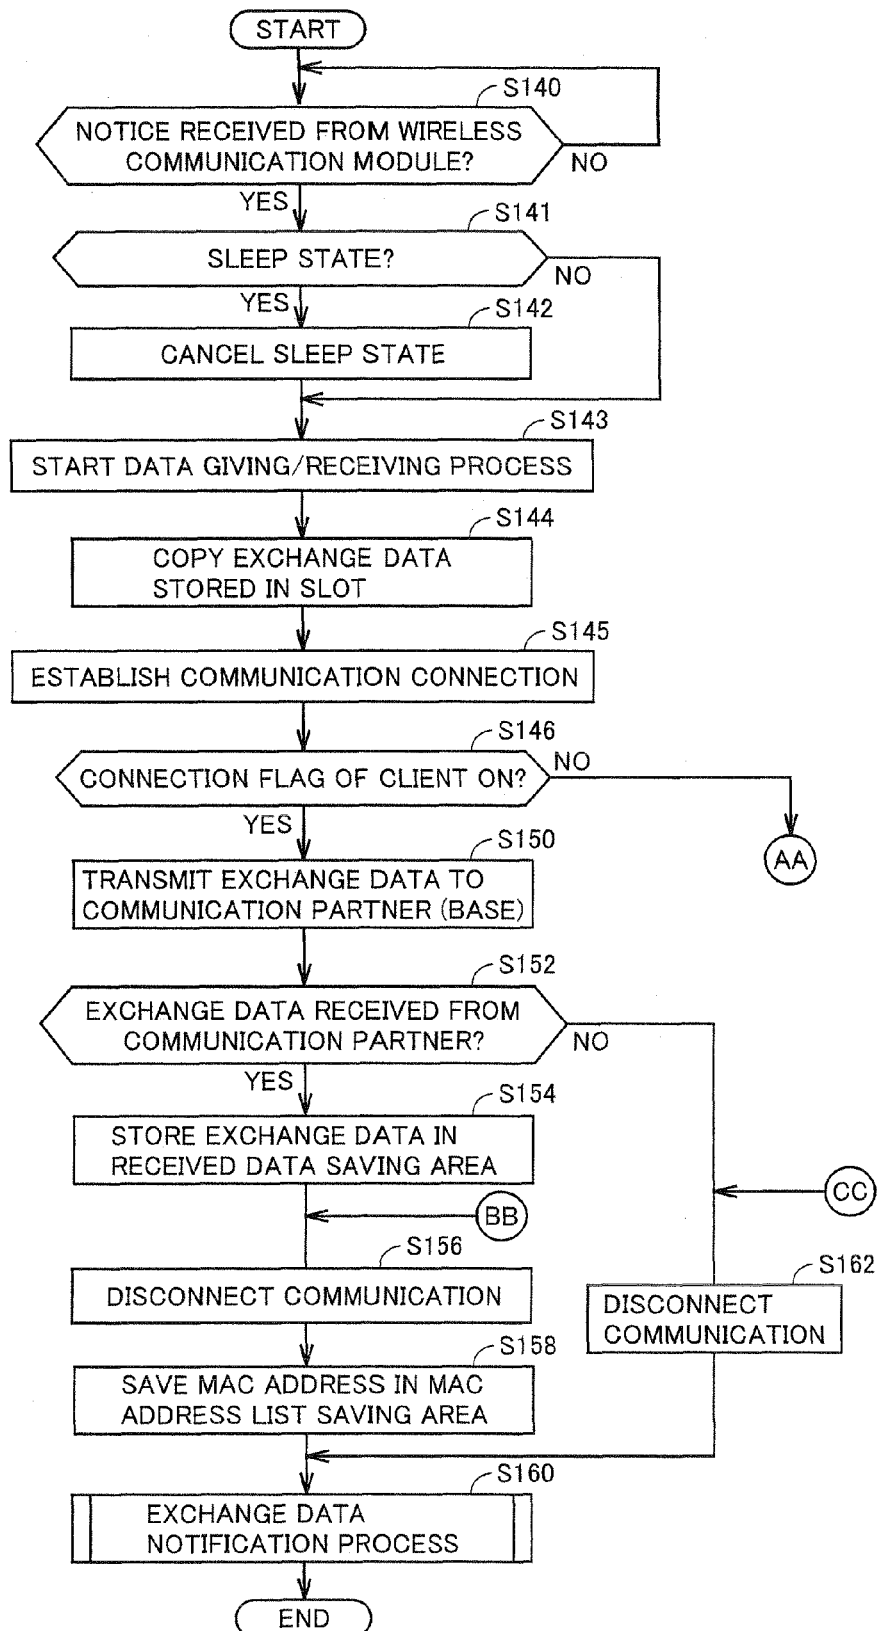 START
S140
NOTICE RECEIVED FROM WIRELESS
COMMUNICATION MODULE?
NO
YES
S141
SLEEP STATE?
NO
YES
S142
CANCEL SLEEP STATE
S143
START DATA GIVING/RECEIVING PROCESS
S144
COPY EXCHANGE DATA
STORED IN SLOT
S145
ESTABLISH COMMUNICATION CONNECTION
S146
CONNECTION FLAG OF CLIENT ON?
NO
YES
AA
S150
TRANSMIT EXCHANGE DATA TO
COMMUNICATION PARTNER (BASE)
S152
EXCHANGE DATA RECEIVED FROM
COMMUNICATION PARTNER?
NO
YES
S154
STORE EXCHANGE DATA IN
RECEIVED DATA SAVING AREA
CC
BB
S156
DISCONNECT COMMUNICATION
S162
DISCONNECT
COMMUNICATION
S158
SAVE MAC ADDRESS IN MAC
ADDRESS LIST SAVING AREA
S160
EXCHANGE DATA
NOTIFICATION PROCESS
END